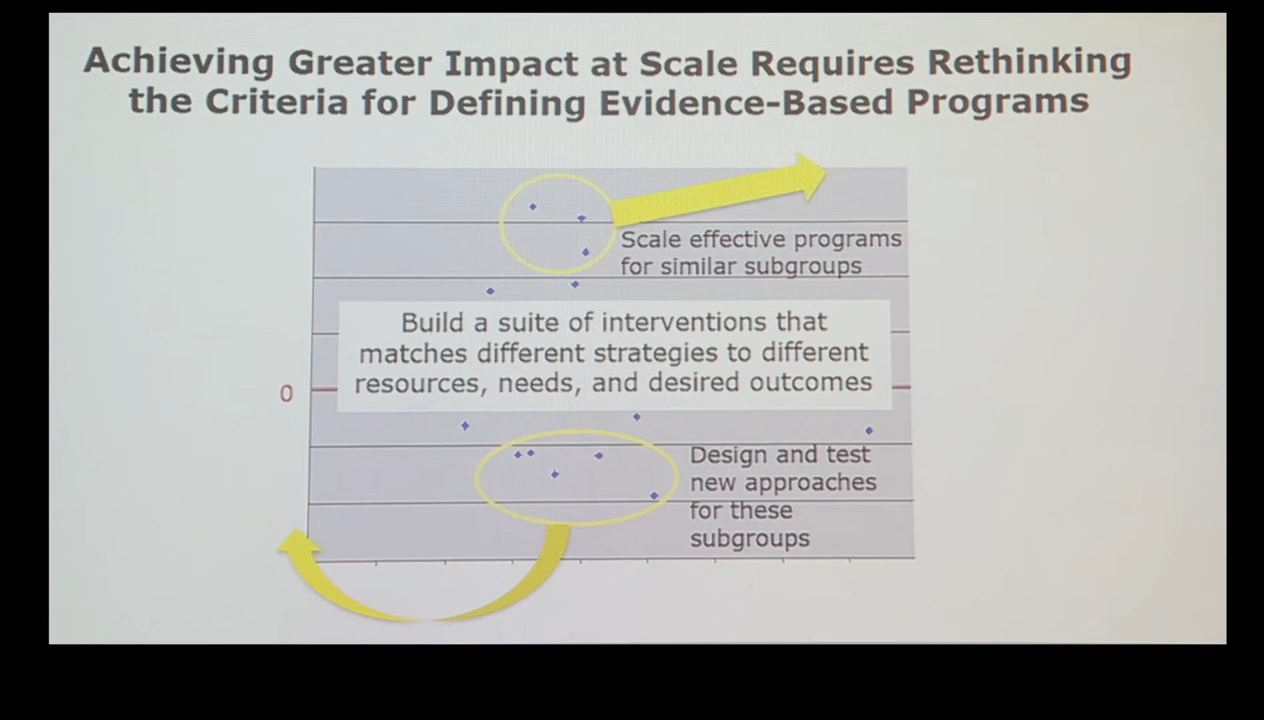 Achieving Greater Impact at Scale Requires Rethinking
the Criteria for Defining Evidence-Based Programs
Scale effective programs
for similar subgroups
Build a suite of interventions that
matches different strategies to different
resources, needs, and desired outcomes
0
Design and test
new approaches
for these
subgroups